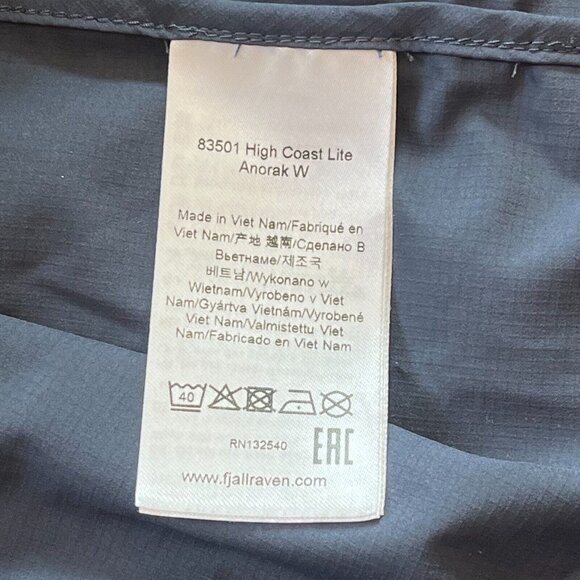 83501 High Coast Lite
Anorak W
Made in Viet Nam/Fabriqué en
Viet Nam/产地 越南/Сделано В
Вьетнаме/제조국
베트남/Wykonano w
Wietnam/Vyrobeno v Viet
Nam/Gyártva Vietnám/Vyrobené
Viet Nam/Valmistettu Viet
Nam/Fabricado en Viet Nam
40
RN132540
EAC
www.fjallraven.com